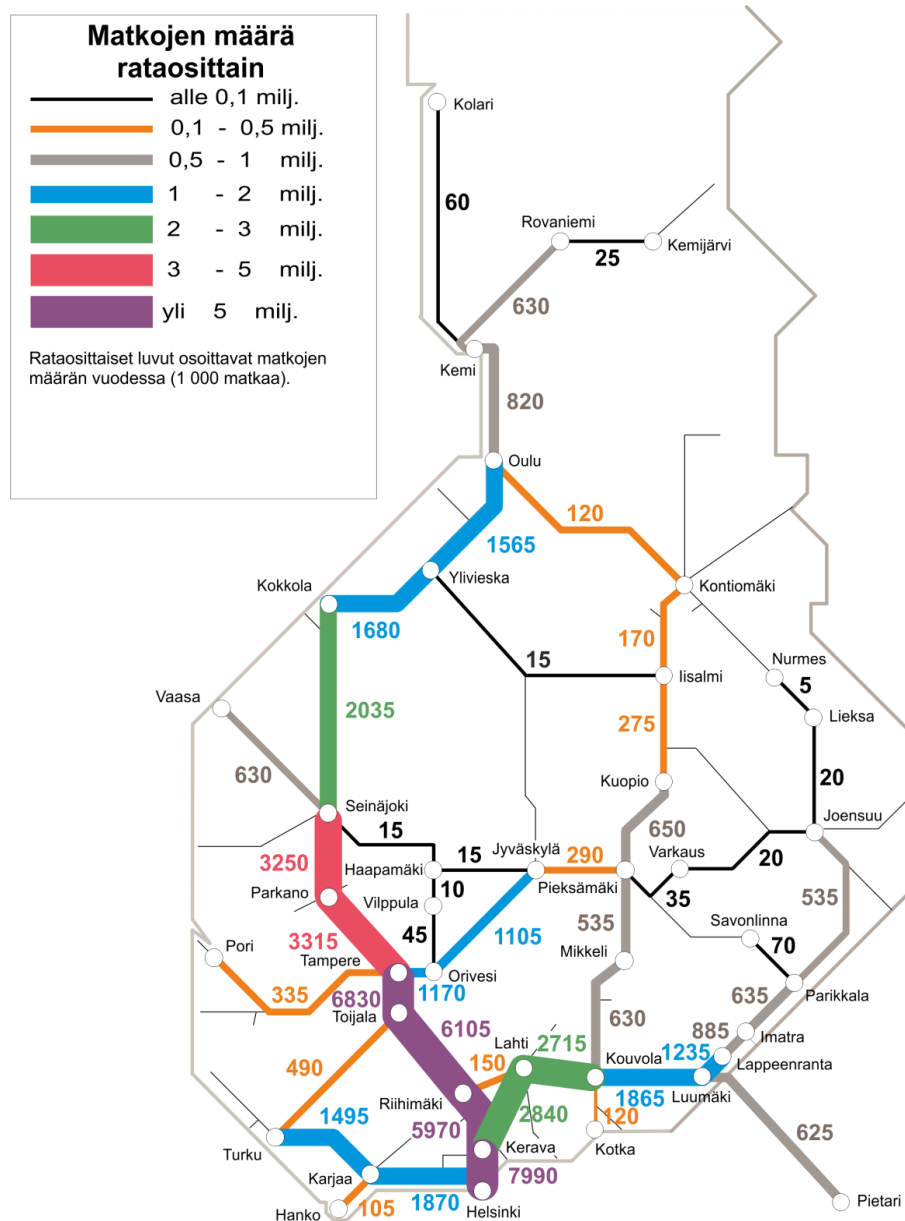 Matkojen määrä
rataosittain
alle 0,1 milj.
0,1 - 0,5 milj.
0,5 - 1 milj.
1 - 2 milj.
2 - 3 milj.
3 - 5 milj.
yli 5 milj.
Rataosittaiset luvut osoittavat matkojen
määrän vuodessa (1 000 matkaa).
Kolari
60
Rovaniemi
25
Kemijärvi
630
Kemi
820
Oulu
120
1565
Ylivieska
Kontiomäki
Kokkola
1680
170
15
Iisalmi
Nurmes
5
Lieksa
Vaasa
2035
275
630
20
Kuopio
Seinäjoki
15
650
Joensuu
Jyväskylä
3250
15
290
Varkaus
20
Haapamäki
10
Pieksämäki
35
535
Parkano
Vilppula
535
Savonlinna
45
1105
70
Pori
3315
Mikkeli
Tampere
335
1170
Orivesi
6830
Parikkala
635
Toijala
6105
630
885
Imatra
Lahti
2715
150
Kouvola
1235
Lappeenranta
490
Riihimäki
1865
Luumäki
2840
120
1495
5970
625
Turku
Kerava
Kotka
Karjaa
7990
Hanko
105
1870
Helsinki
Pietari